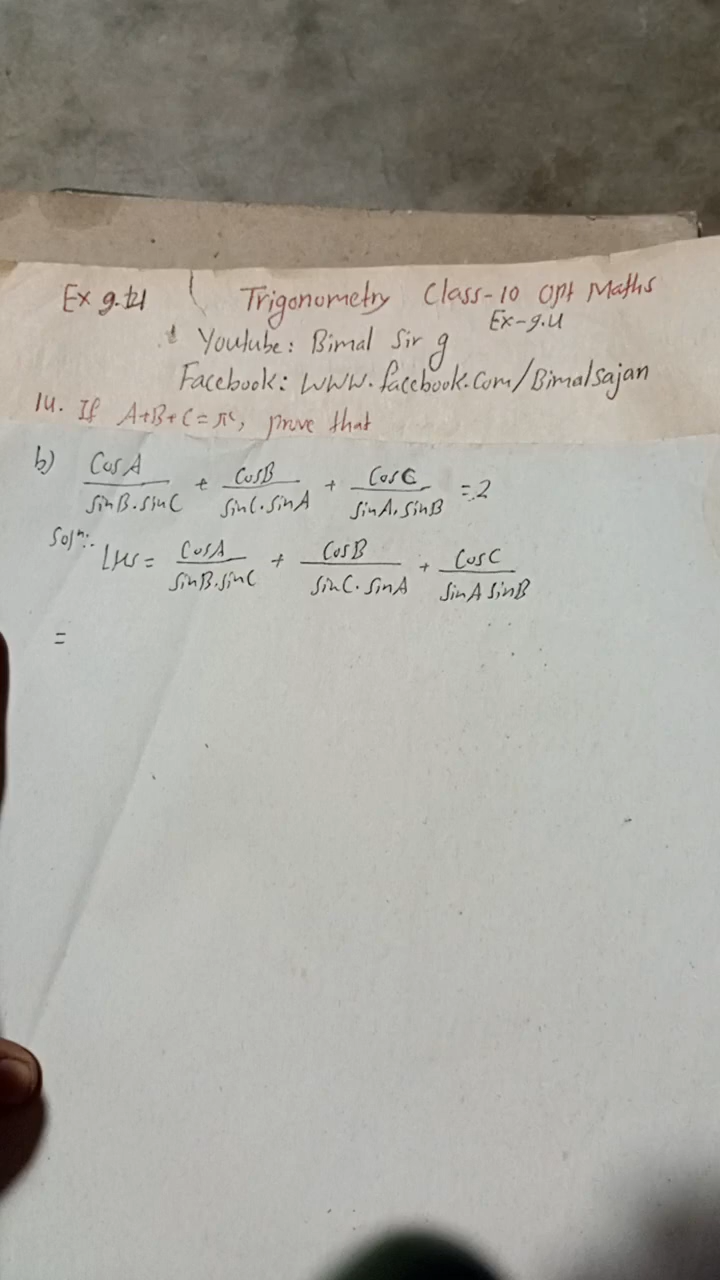 Ex 9.4 Trigonometry Class-10 Opt Maths
Ex-9.4
Youtube: Bimal Sir g
Facebook: www.facebook.com/Bimalsajan
14. If A+B+C=πᶜ, prove that
b) CosA/SinB.SinC + CosB/SinC.SinA + CosC/SinA.SinB =2
Solⁿ:. LHS= CosA/SinB.SinC + CosB/SinC.SinA + CosC/SinA SinB
=